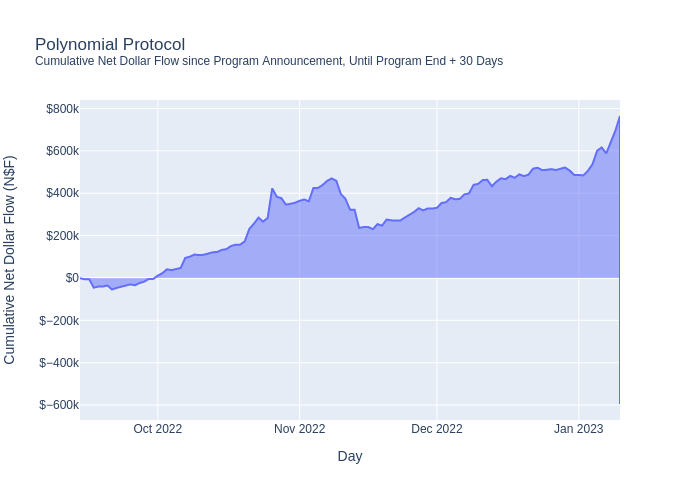 Polynomial Protocol
Cumulative Net Dollar Flow since Program Announcement, Until Program End + 30 Days
Cumulative Net Dollar Flow (N$F)
$800k
$600k
$400k
$200k
$0
$−200k
$−400k
$−600k
Oct 2022
Nov 2022
Dec 2022
Jan 2023
Day